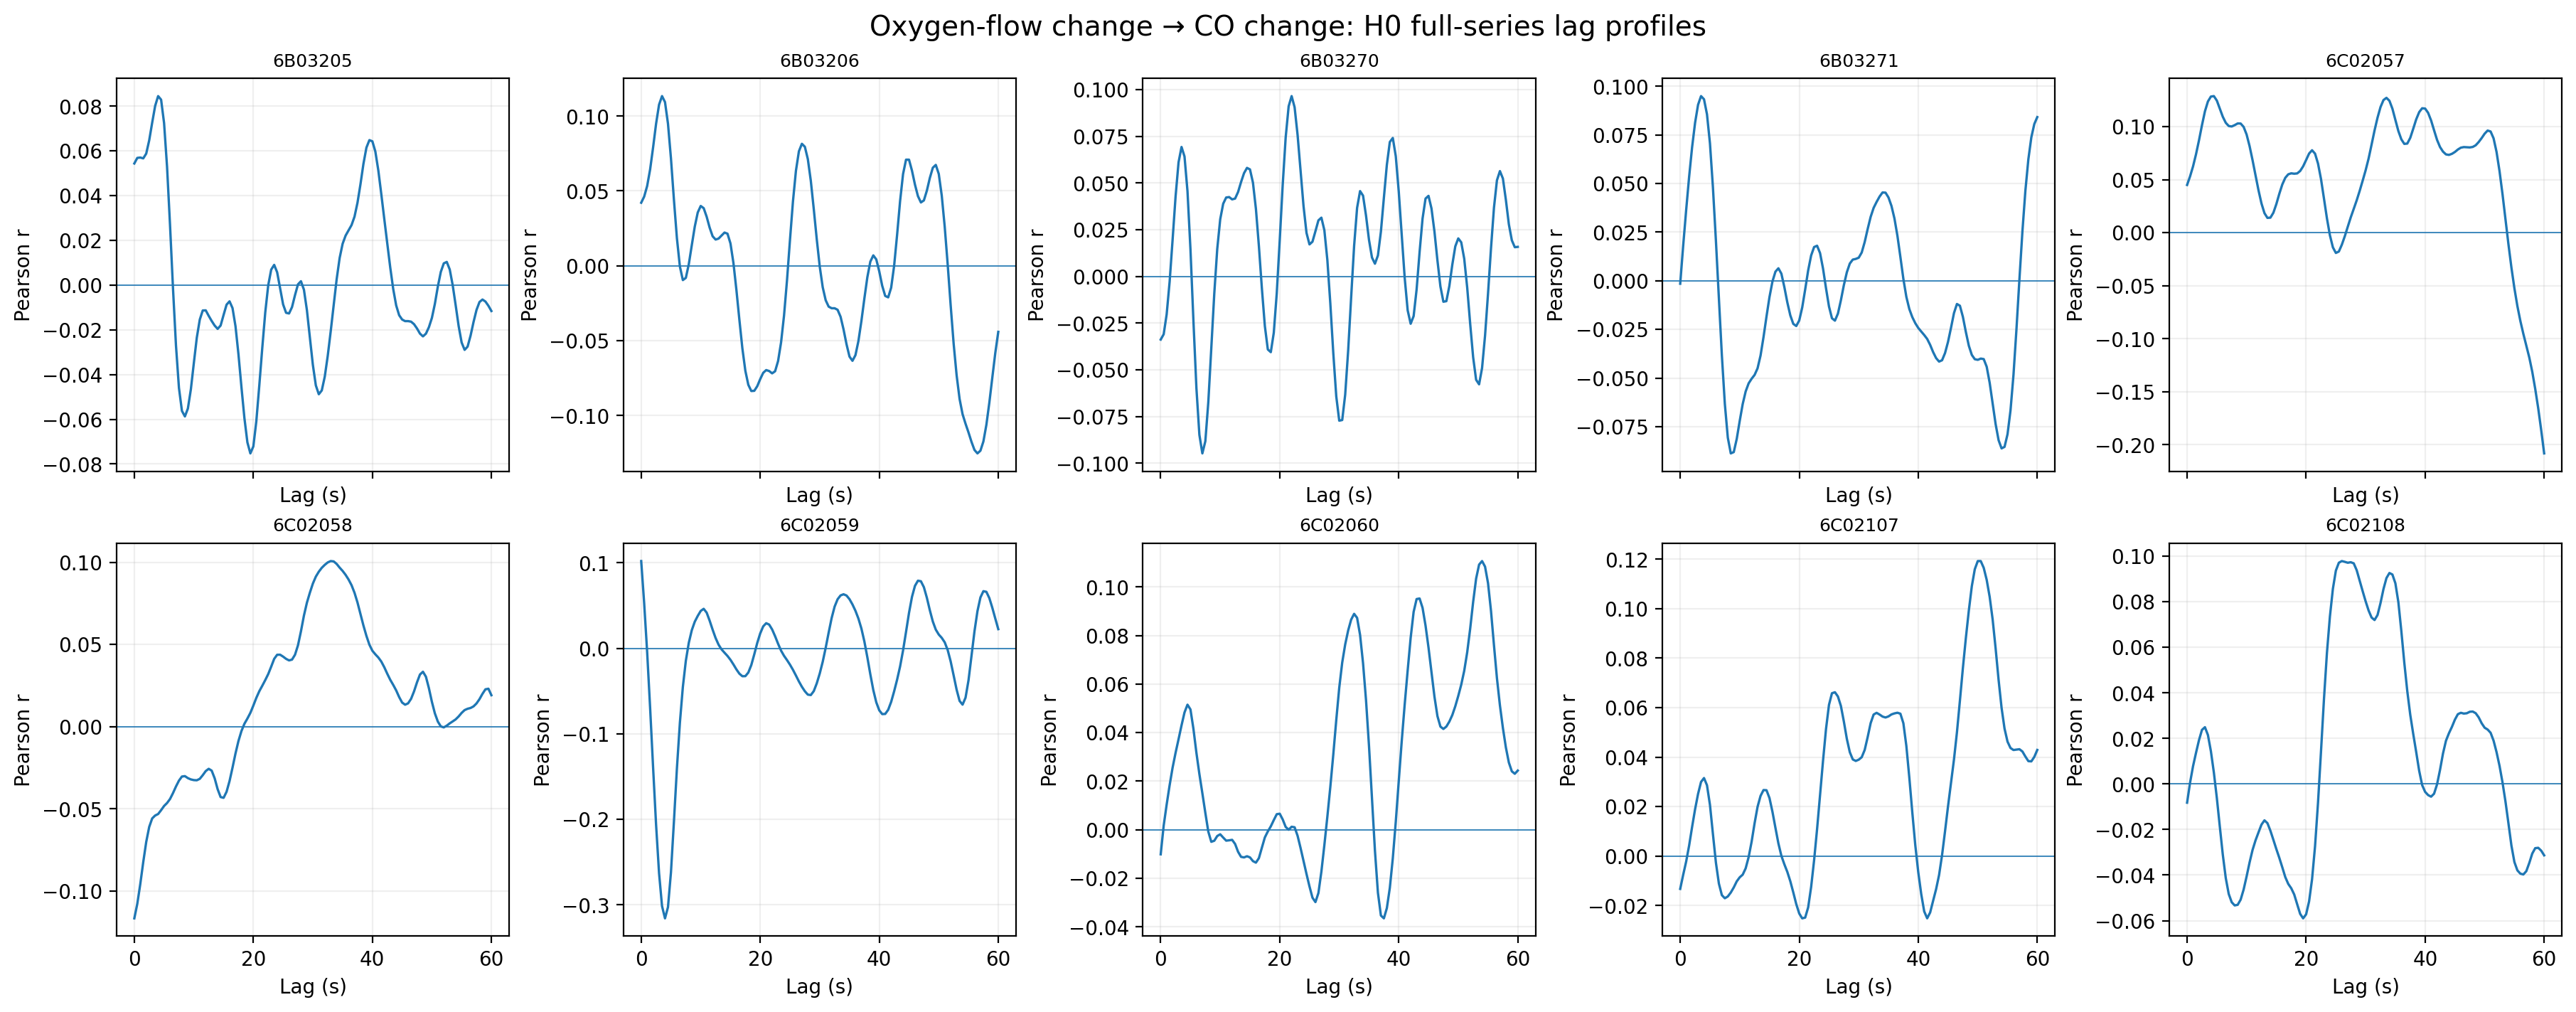 Oxygen-flow change → CO change: H0 full-series lag profiles
6B03205
6B03206
6B03270
6B03271
6C02057
Pearson r
0.08
0.06
0.04
0.02
0.00
−0.02
−0.04
−0.06
−0.08
Lag (s)
Pearson r
0.10
0.05
0.00
−0.05
−0.10
Lag (s)
Pearson r
0.100
0.075
0.050
0.025
0.000
−0.025
−0.050
−0.075
−0.100
Lag (s)
Pearson r
0.100
0.075
0.050
0.025
0.000
−0.025
−0.050
−0.075
Lag (s)
Pearson r
0.10
0.05
0.00
−0.05
−0.10
−0.15
−0.20
Lag (s)
6C02058
6C02059
6C02060
6C02107
6C02108
Pearson r
0.10
0.05
0.00
−0.05
−0.10
0 20 40 60
Lag (s)
Pearson r
0.1
0.0
−0.1
−0.2
−0.3
0 20 40 60
Lag (s)
Pearson r
0.10
0.08
0.06
0.04
0.02
0.00
−0.02
−0.04
0 20 40 60
Lag (s)
Pearson r
0.12
0.10
0.08
0.06
0.04
0.02
0.00
−0.02
0 20 40 60
Lag (s)
Pearson r
0.10
0.08
0.06
0.04
0.02
0.00
−0.02
−0.04
−0.06
0 20 40 60
Lag (s)